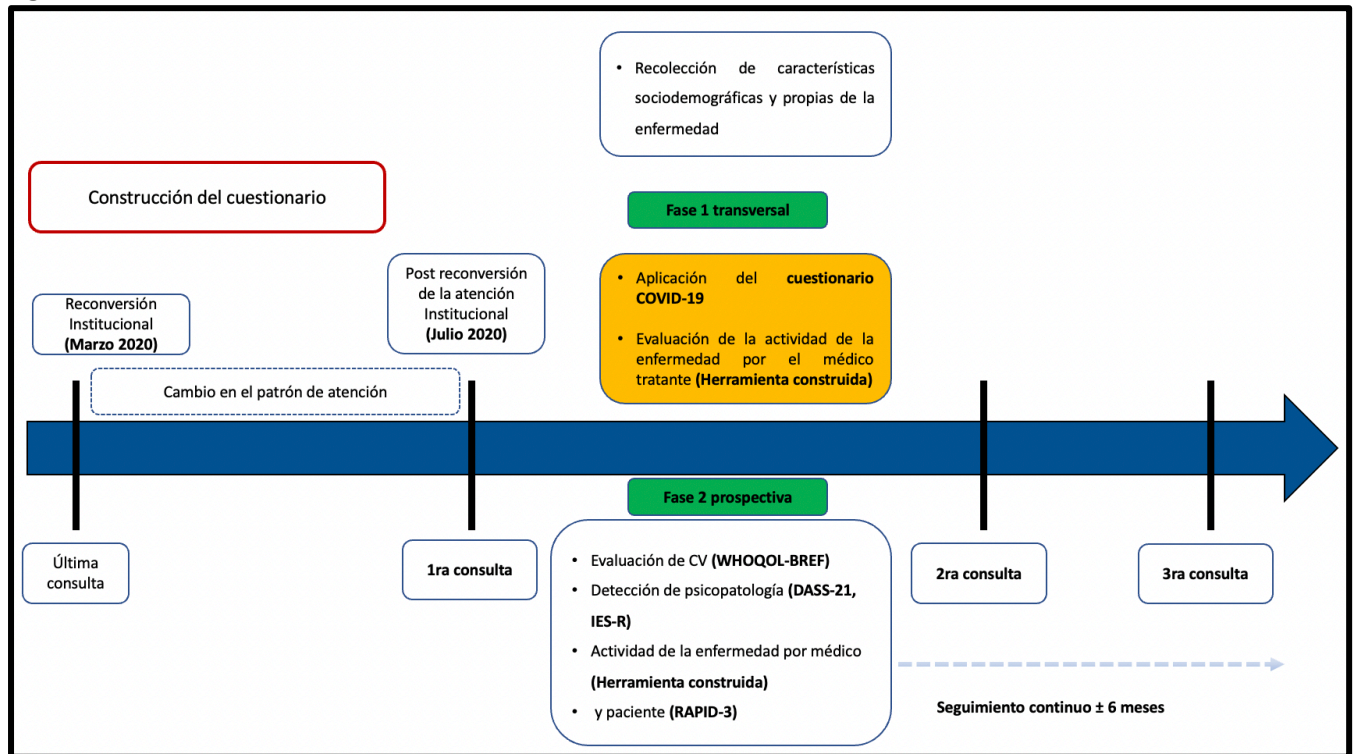 • Recolección de características
sociodemográficas y propias de la
enfermedad
Construcción del cuestionario
Fase 1 transversal
Reconversión
Institucional
(Marzo 2020)
Post reconversión
de la atención
Institucional
(Julio 2020)
• Aplicación del cuestionario
COVID-19
• Evaluación de la actividad de la
enfermedad por el médico
tratante (Herramienta construida)
Cambio en el patrón de atención
Fase 2 prospectiva
Última
consulta
1ra consulta
• Evaluación de CV (WHOQOL-BREF)
• Detección de psicopatología (DASS-21,
IES-R)
• Actividad de la enfermedad por médico
(Herramienta construida)
• y paciente (RAPID-3)
2ra consulta
3ra consulta
Seguimiento continuo ± 6 meses